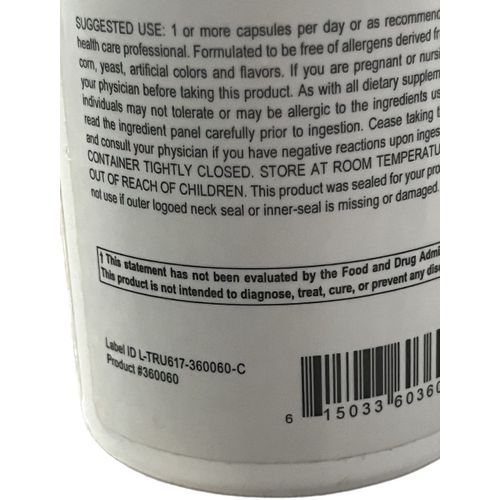 SUGGESTED USE: 1 or more capsules per day or as recommen
health care professional. Formulated to be free of allergens derived fr
corn, yeast, artificial colors and flavors. If you are pregnant or nursi
your physician before taking this product. As with all dietary supplem
individuals may not tolerate or may be allergic to the ingredients us
read the ingredient panel carefully prior to ingestion. Cease taking t
and consult your physician if you have negative reactions upon inges
CONTAINER TIGHTLY CLOSED. STORE AT ROOM TEMPERATU
OUT OF REACH OF CHILDREN. This product was sealed for your pro
not use if outer logoed neck seal or inner-seal is missing or damaged.
† This statement has not been evaluated by the Food and Drug Admi
This product is not intended to diagnose, treat, cure, or prevent any dise
Label ID L-TRU617-360060-C
Product #360060
6 15033 6036